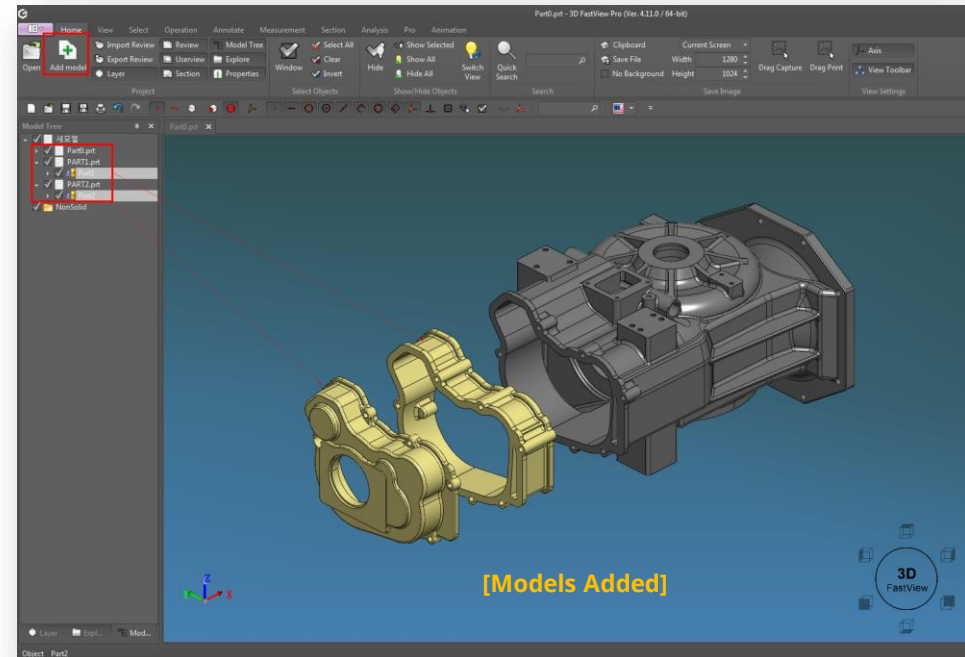 Part0.prt - 3D FastView Pro (Ver. 4.11.0 / 64-bit)
Home View Select Operation Annotate Measurement Section Analysis Pro Animation
Open
Add model
Import Review
Export Review
Layer
Review
Userview
Section
Model Tree
Explore
Properties
Project
Window
Select All
Clear
Invert
Select Objects
Hide
Show Selected
Show All
Hide All
Switch View
Show/Hide Objects
Quick Search
Search
Clipboard
Save File
No Background
Current Screen
Width 1280
Height 1024
Drag Capture
Drag Print
Save Image
Axis
View Toolbar
View Settings
Model Tree
Part0.prt
새모델
Part0.prt
PART1.prt
Part1
PART2.prt
Part2
NonSolid
[Models Added]
Z
X
3D
FastView
Layer Expl... Mod...
Object Part2